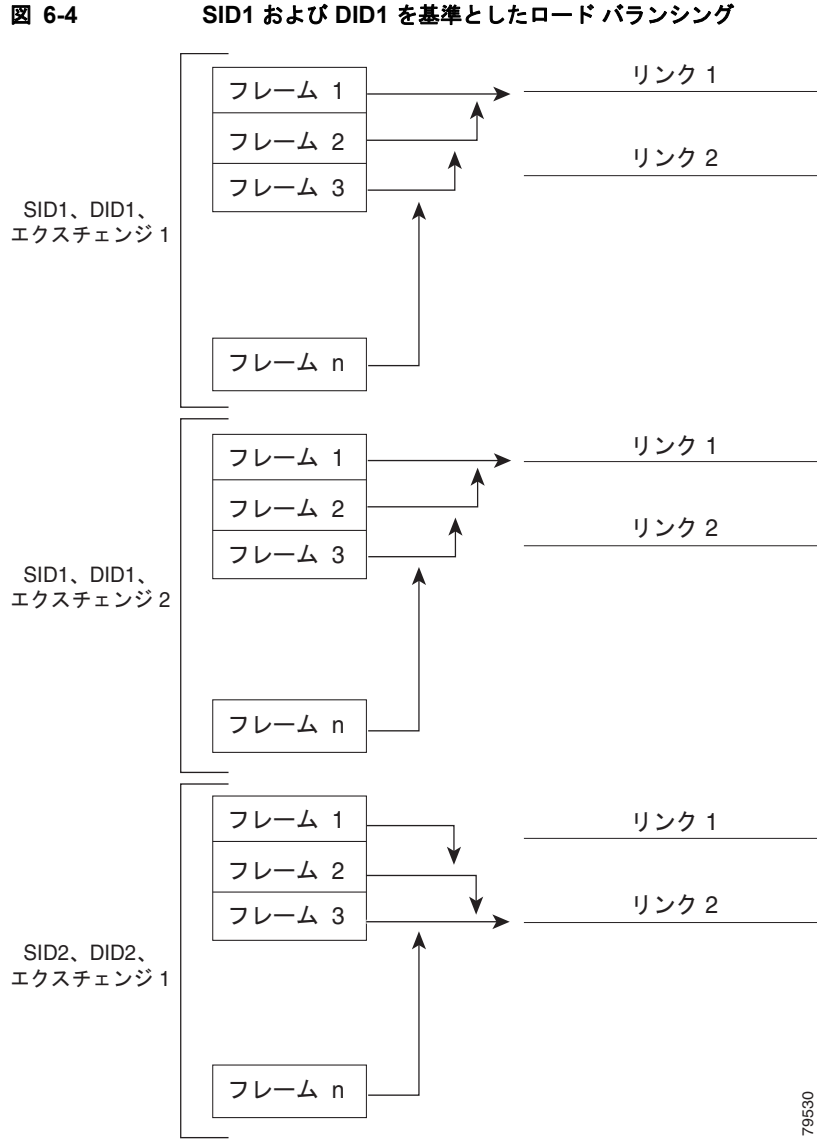 図 6-4 SID1 および DID1 を基準としたロード バランシング
フレーム 1
フレーム 2
フレーム 3
フレーム n
SID1、DID1、
エクスチェンジ 1
リンク 1
リンク 2
フレーム 1
フレーム 2
フレーム 3
フレーム n
SID1、DID1、
エクスチェンジ 2
リンク 1
リンク 2
フレーム 1
フレーム 2
フレーム 3
フレーム n
SID2、DID2、
エクスチェンジ 1
リンク 1
リンク 2
79530